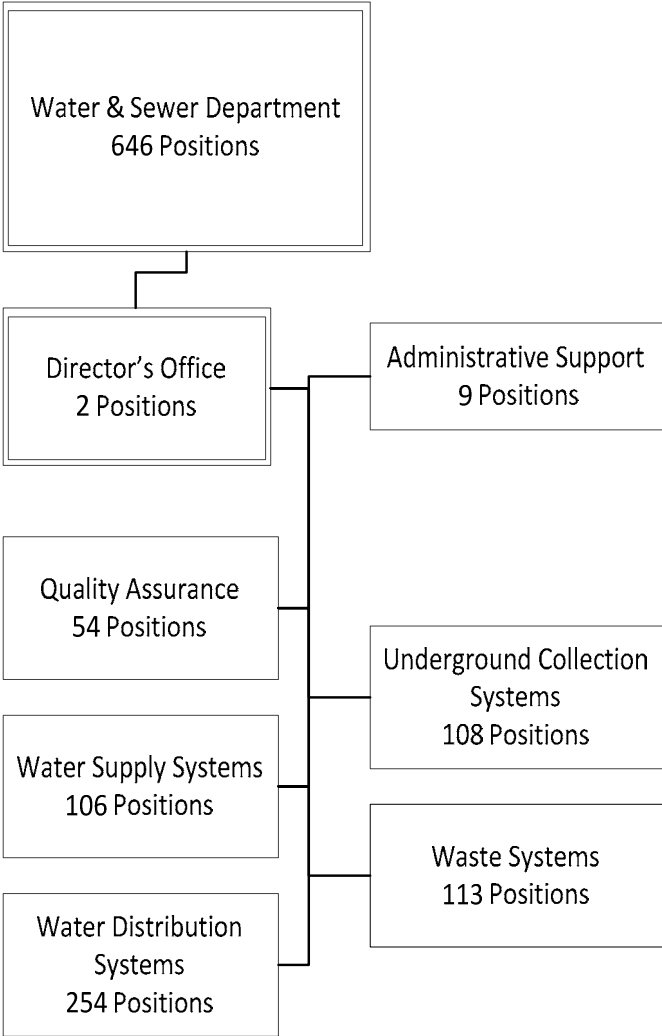 Water & Sewer Department
646 Positions
Director’s Office
2 Positions
Administrative Support
9 Positions
Quality Assurance
54 Positions
Underground Collection
Systems
108 Positions
Water Supply Systems
106 Positions
Waste Systems
113 Positions
Water Distribution
Systems
254 Positions